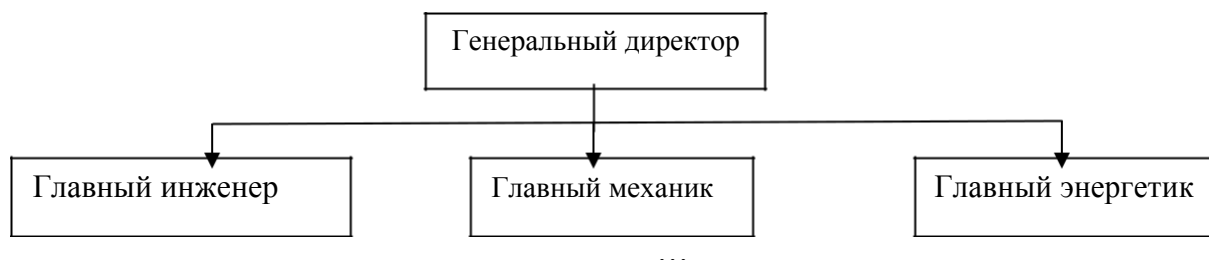 Генеральный директор
Главный инженер
Главный механик
Главный энергетик
...